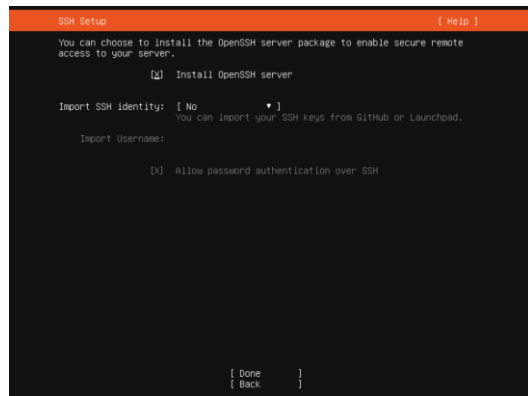 SSH Setup [ Help ]
You can choose to install the OpenSSH server package to enable secure remote
access to your server.
[X] Install OpenSSH server
Import SSH identity: [ No ▼ ]
You can import your SSH keys from GitHub or Launchpad.
Import Username:
[X] Allow password authentication over SSH
[ Done ]
[ Back ]